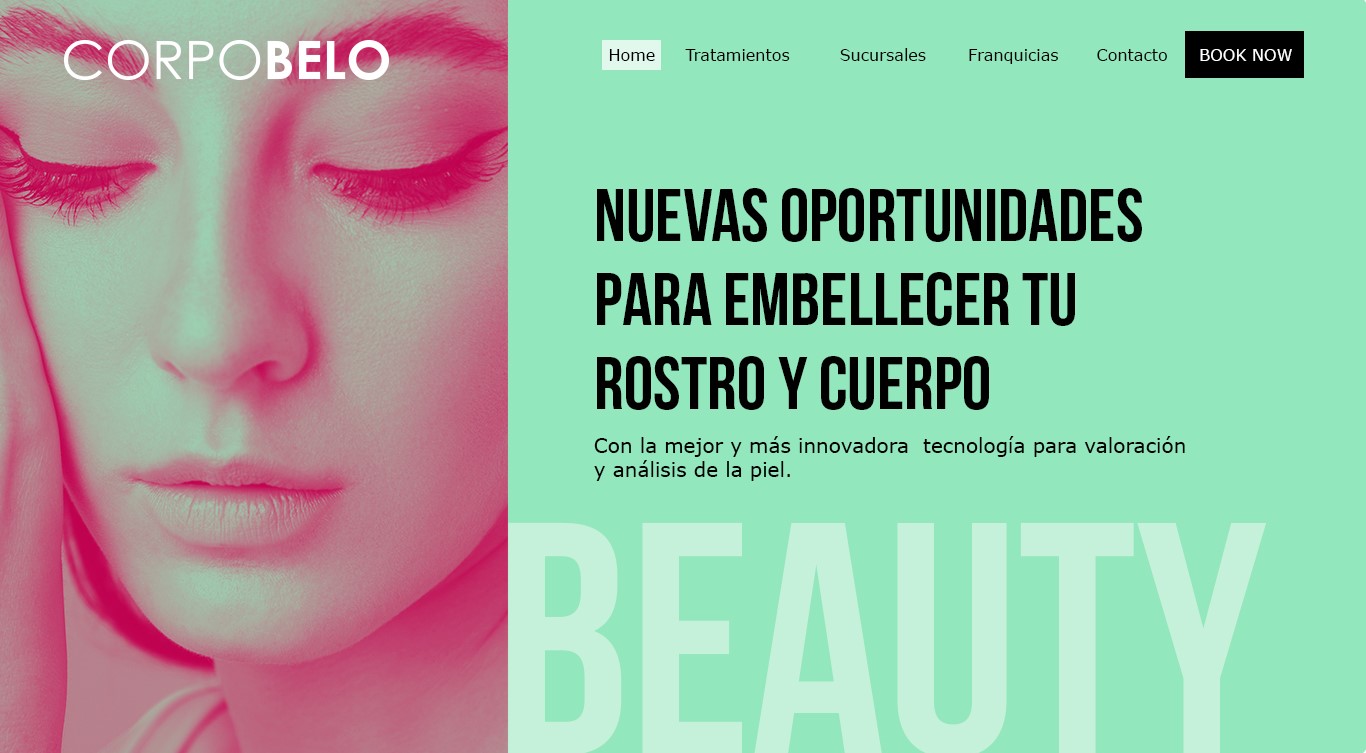 CORPOBELO
Home Tratamientos Sucursales Franquicias Contacto BOOK NOW
NUEVAS OPORTUNIDADES
PARA EMBELLECER TU
ROSTRO Y CUERPO
Con la mejor y más innovadora tecnología para valoración
y análisis de la piel.
BEAUTY